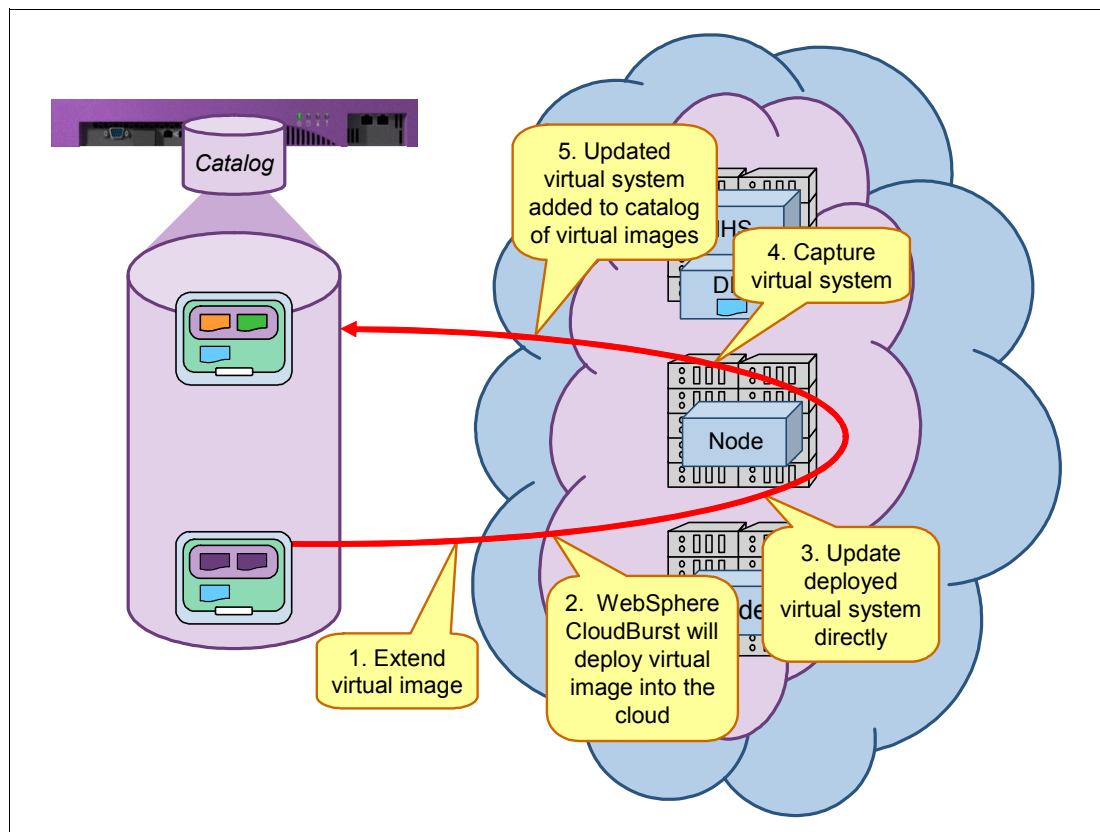 Catalog
5. Updated
virtual system
added to catalog
of virtual images
IHS
4. Capture
virtual system
Node
3. Update
deployed
virtual system
directly
2. WebSphere
CloudBurst will
deploy virtual
image into the
cloud
1. Extend
virtual image